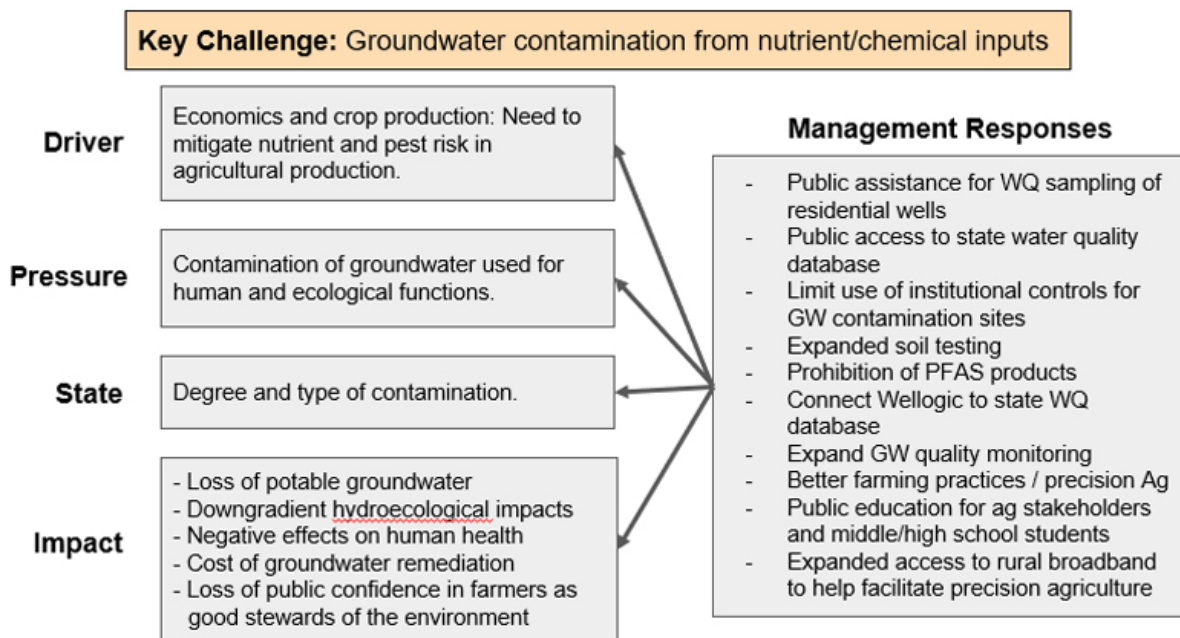 Key Challenge: Groundwater contamination from nutrient/chemical inputs
Driver
Economics and crop production: Need to
mitigate nutrient and pest risk in
agricultural production.
Pressure
Contamination of groundwater used for
human and ecological functions.
State
Degree and type of contamination.
Impact
- Loss of potable groundwater
- Downgradient hydroecological impacts
- Negative effects on human health
- Cost of groundwater remediation
- Loss of public confidence in farmers as
good stewards of the environment
Management Responses
- Public assistance for WQ sampling of
residential wells
- Public access to state water quality
database
- Limit use of institutional controls for
GW contamination sites
- Expanded soil testing
- Prohibition of PFAS products
- Connect Wellogic to state WQ
database
- Expand GW quality monitoring
- Better farming practices / precision Ag
- Public education for ag stakeholders
and middle/high school students
- Expanded access to rural broadband
to help facilitate precision agriculture